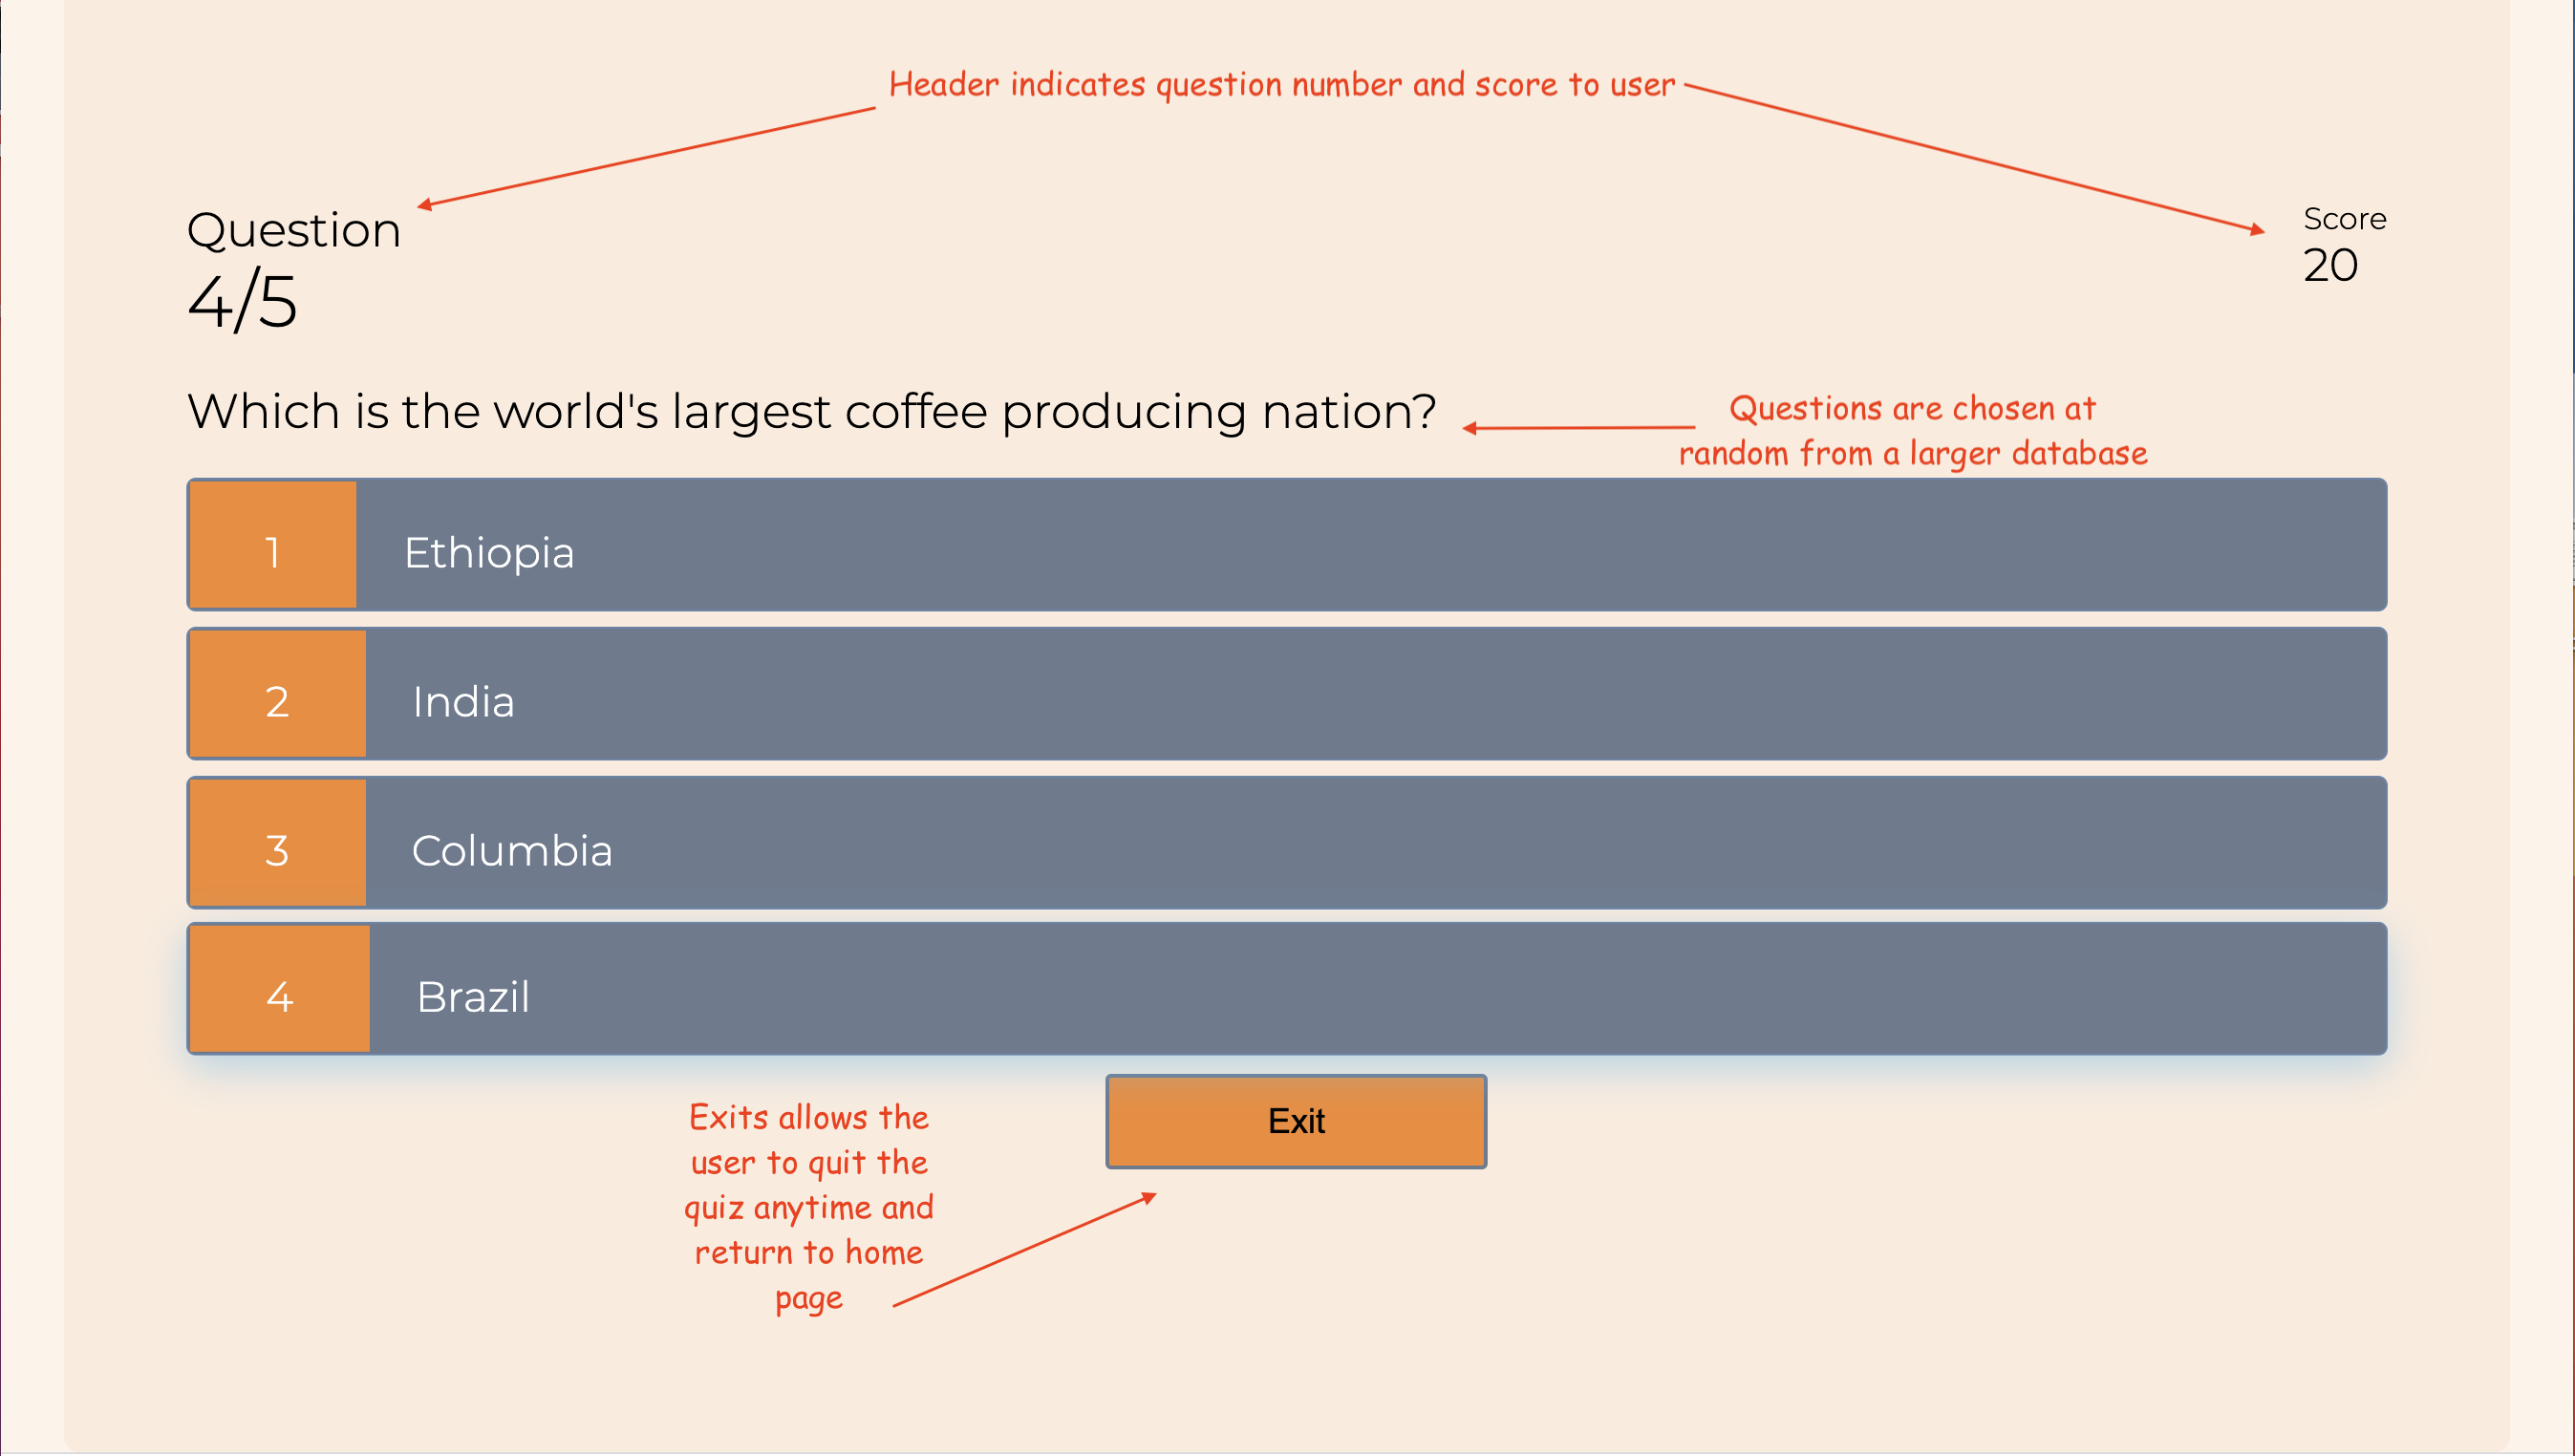 Header indicates question number and score to user
Question
4/5
Score
20
Which is the world's largest coffee producing nation?
Questions are chosen at
random from a larger database
1 Ethiopia
2 India
3 Columbia
4 Brazil
Exit
Exits allows the
user to quit the
quiz anytime and
return to home
page